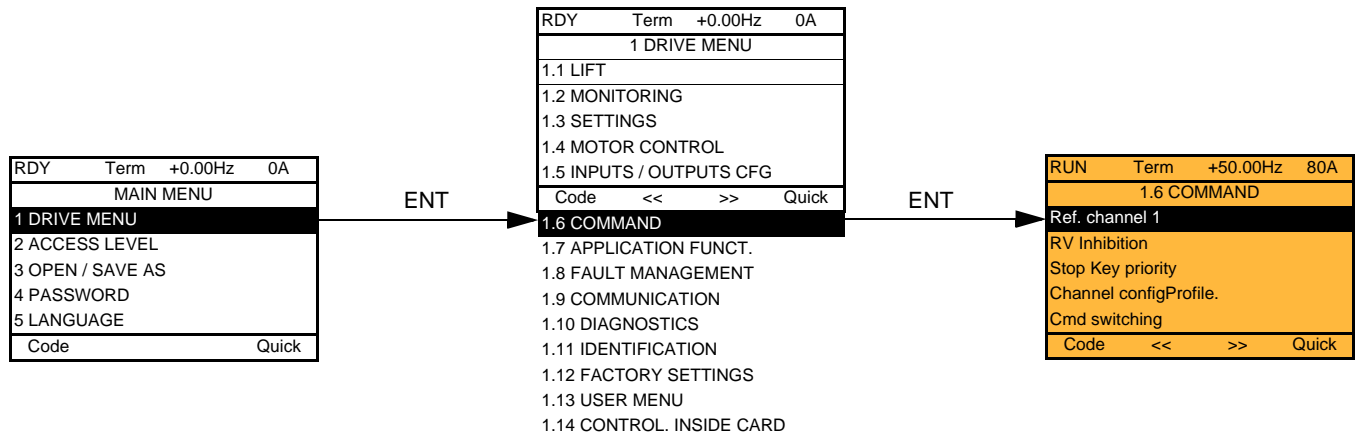 RDY Term +0.00Hz 0A
MAIN MENU
1 DRIVE MENU
2 ACCESS LEVEL
3 OPEN / SAVE AS
4 PASSWORD
5 LANGUAGE
Code Quick
ENT
RDY Term +0.00Hz 0A
1 DRIVE MENU
1.1 LIFT
1.2 MONITORING
1.3 SETTINGS
1.4 MOTOR CONTROL
1.5 INPUTS / OUTPUTS CFG
Code << >> Quick
1.6 COMMAND
1.7 APPLICATION FUNCT.
1.8 FAULT MANAGEMENT
1.9 COMMUNICATION
1.10 DIAGNOSTICS
1.11 IDENTIFICATION
1.12 FACTORY SETTINGS
1.13 USER MENU
1.14 CONTROL. INSIDE CARD
ENT
RUN Term +50.00Hz 80A
1.6 COMMAND
Ref. channel 1
RV Inhibition
Stop Key priority
Channel configProfile.
Cmd switching
Code << >> Quick